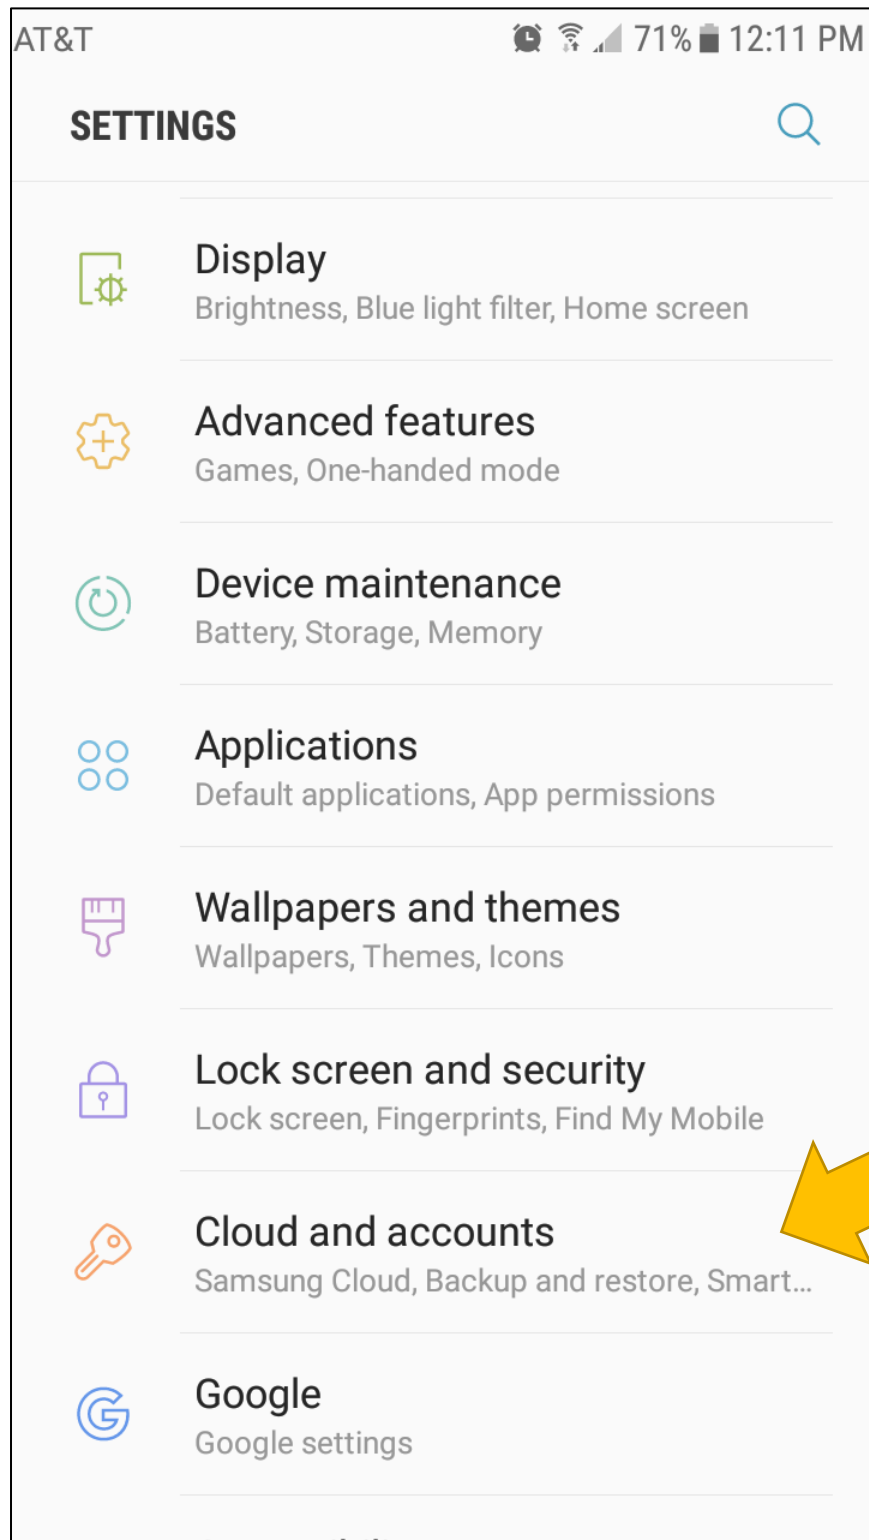 AT&T 71% 12:11 PM
SETTINGS
Display
Brightness, Blue light filter, Home screen
Advanced features
Games, One-handed mode
Device maintenance
Battery, Storage, Memory
Applications
Default applications, App permissions
Wallpapers and themes
Wallpapers, Themes, Icons
Lock screen and security
Lock screen, Fingerprints, Find My Mobile
Cloud and accounts
Samsung Cloud, Backup and restore, Smart...
Google
Google settings